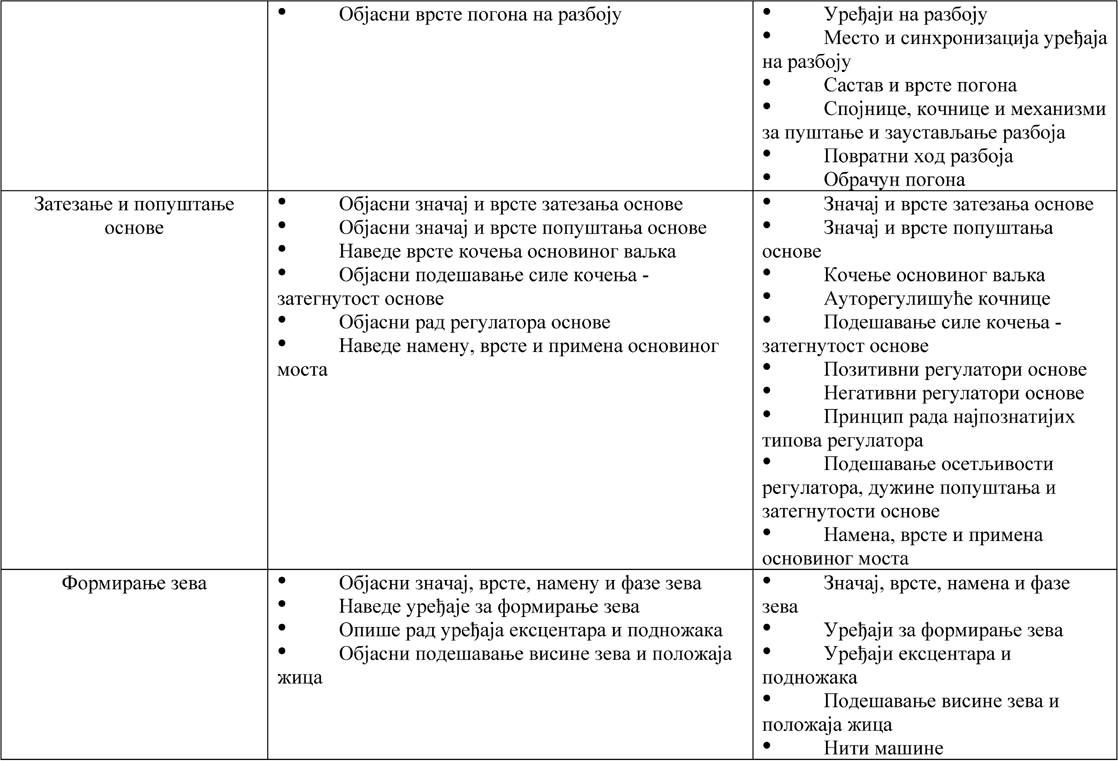 • Објасни врсте погона на разбоју
• Уређаји на разбоју
• Место и синхронизација уређаја
на разбоју
• Састав и врсте погона
• Спојнице, кочнице и механизми
за пуштање и заустављање разбоја
• Повратни ход разбоја
• Обрачун погона
Затезање и попуштање
основе
• Објасни значај и врсте затезања основе
• Објасни значај и врсте попуштања основе
• Наведе врсте кочења основиног ваљка
• Објасни подешавање силе кочења -
затегнутост основе
• Објасни рад регулатора основе
• Наведе намену, врсте и примена основиног
моста
• Значај и врсте затезања основе
• Значај и врсте попуштања
основе
• Кочење основиног ваљка
• Ауторегулишуће кочнице
• Подешавање силе кочења -
затегнутост основе
• Позитивни регулатори основе
• Негативни регулатори основе
• Принцип рада најпознатијих
типова регулатора
• Подешавање осетљивости
регулатора, дужине попуштања и
затегнутости основе
• Намена, врсте и примена
основиног моста
Формирање зева
• Објасни значај, врсте, намену и фазе зева
• Наведе уређаје за формирање зева
• Опише рад уређаја ексцентара и подножака
• Објасни подешавање висине зева и положаја
жица
• Значај, врсте, намена и фазе
зева
• Уређаји за формирање зева
• Уређаји ексцентара и
подножака
• Подешавање висине зева и
положаја жица
• Нити машине